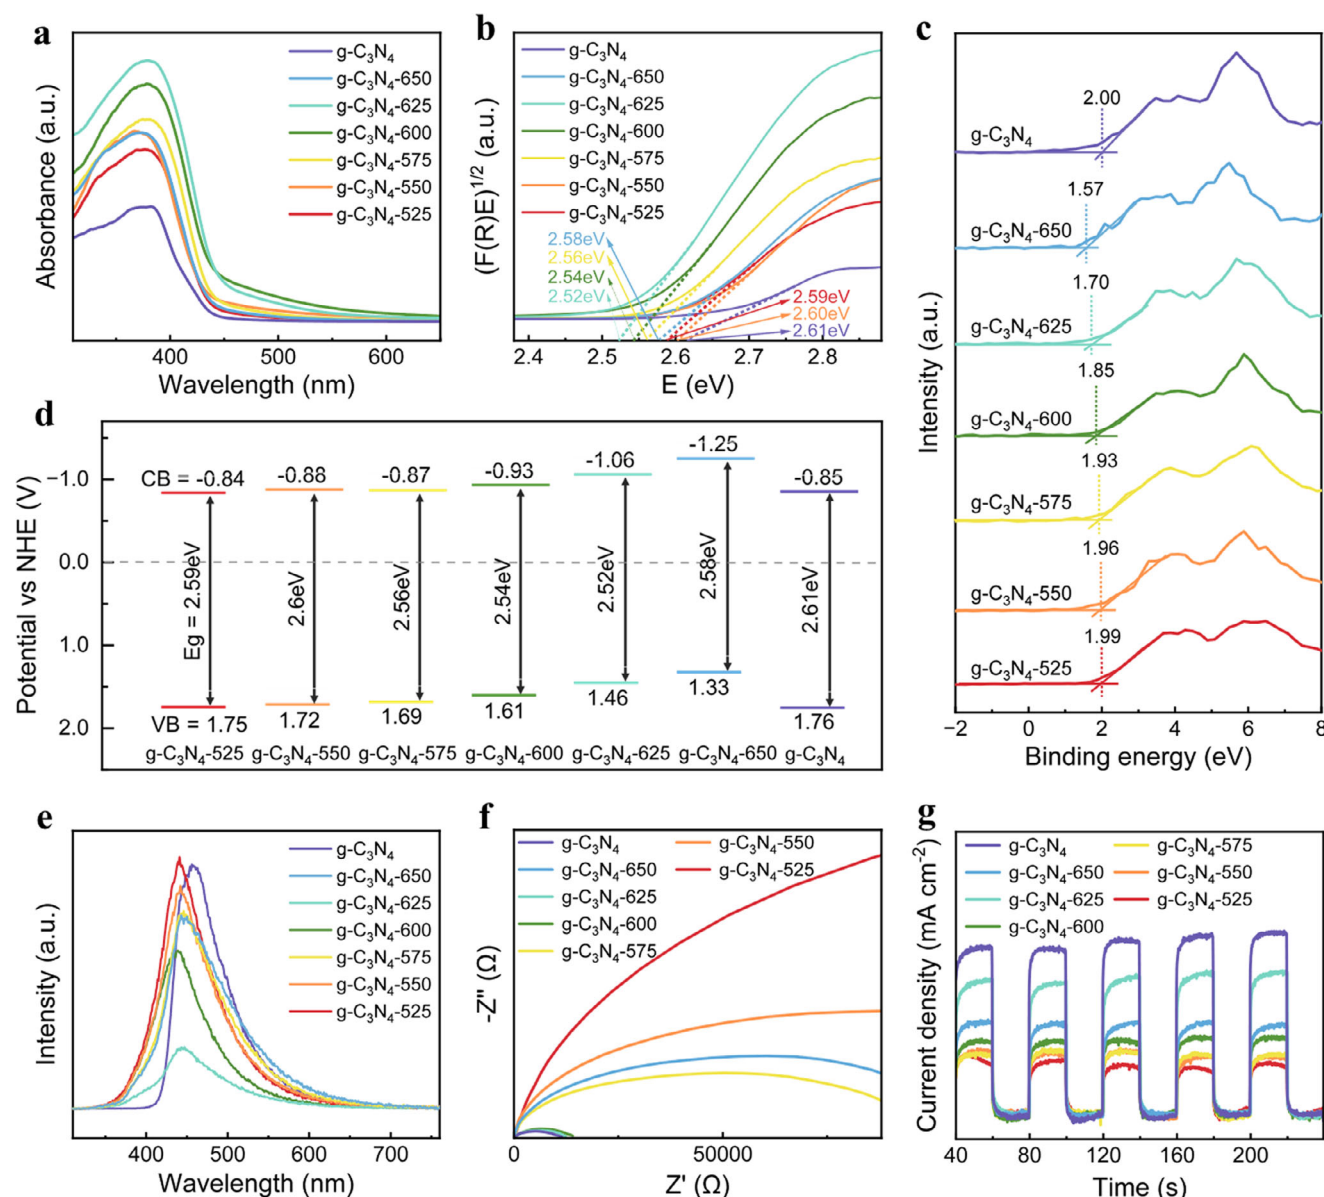 a
Absorbance (a.u.)
g-C₃N₄
g-C₃N₄-650
g-C₃N₄-625
g-C₃N₄-600
g-C₃N₄-575
g-C₃N₄-550
g-C₃N₄-525
400
500
600
Wavelength (nm)
b
(F(R)E)^1/2 (a.u.)
g-C₃N₄
g-C₃N₄-650
g-C₃N₄-625
g-C₃N₄-600
g-C₃N₄-575
g-C₃N₄-550
g-C₃N₄-525
2.58eV
2.56eV
2.54eV
2.52eV
2.59eV
2.60eV
2.61eV
2.4 2.5 2.6 2.7 2.8
E (eV)
c
Intensity (a.u.)
2.00
g-C₃N₄
1.57
g-C₃N₄-650
1.70
g-C₃N₄-625
1.85
g-C₃N₄-600
1.93
g-C₃N₄-575
1.96
g-C₃N₄-550
1.99
g-C₃N₄-525
−2 0 2 4 6 8
Binding energy (eV)
d
Potential vs NHE (V)
-1.0
0.0
1.0
2.0
CB = -0.84 -0.88 -0.87 -0.93 -1.06 -1.25 -0.85
Eg = 2.59eV 2.6eV 2.56eV 2.54eV 2.52eV 2.58eV 2.61eV
VB = 1.75 1.72 1.69 1.61 1.46 1.33 1.76
g-C₃N₄-525 g-C₃N₄-550 g-C₃N₄-575 g-C₃N₄-600 g-C₃N₄-625 g-C₃N₄-650 g-C₃N₄
e
Intensity (a.u.)
g-C₃N₄
g-C₃N₄-650
g-C₃N₄-625
g-C₃N₄-600
g-C₃N₄-575
g-C₃N₄-550
g-C₃N₄-525
400 500 600 700
Wavelength (nm)
f
-Z'' (Ω)
g-C₃N₄
g-C₃N₄-650
g-C₃N₄-625
g-C₃N₄-600
g-C₃N₄-575
g-C₃N₄-550
g-C₃N₄-525
0 50000
Z' (Ω)
g
Current density (mA cm⁻²)
g-C₃N₄
g-C₃N₄-650
g-C₃N₄-625
g-C₃N₄-600
g-C₃N₄-575
g-C₃N₄-550
g-C₃N₄-525
40 80 120 160 200
Time (s)